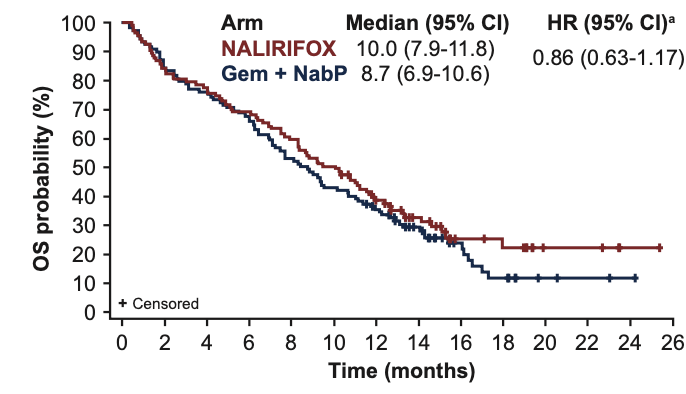 Arm Median (95% CI) HR (95% CI)ᵃ
NALIRIFOX 10.0 (7.9-11.8) 0.86 (0.63-1.17)
Gem + NabP 8.7 (6.9-10.6)
OS probability (%)
100
90
80
70
60
50
40
30
20
10
0
+ Censored
0 2 4 6 8 10 12 14 16 18 20 22 24 26
Time (months)